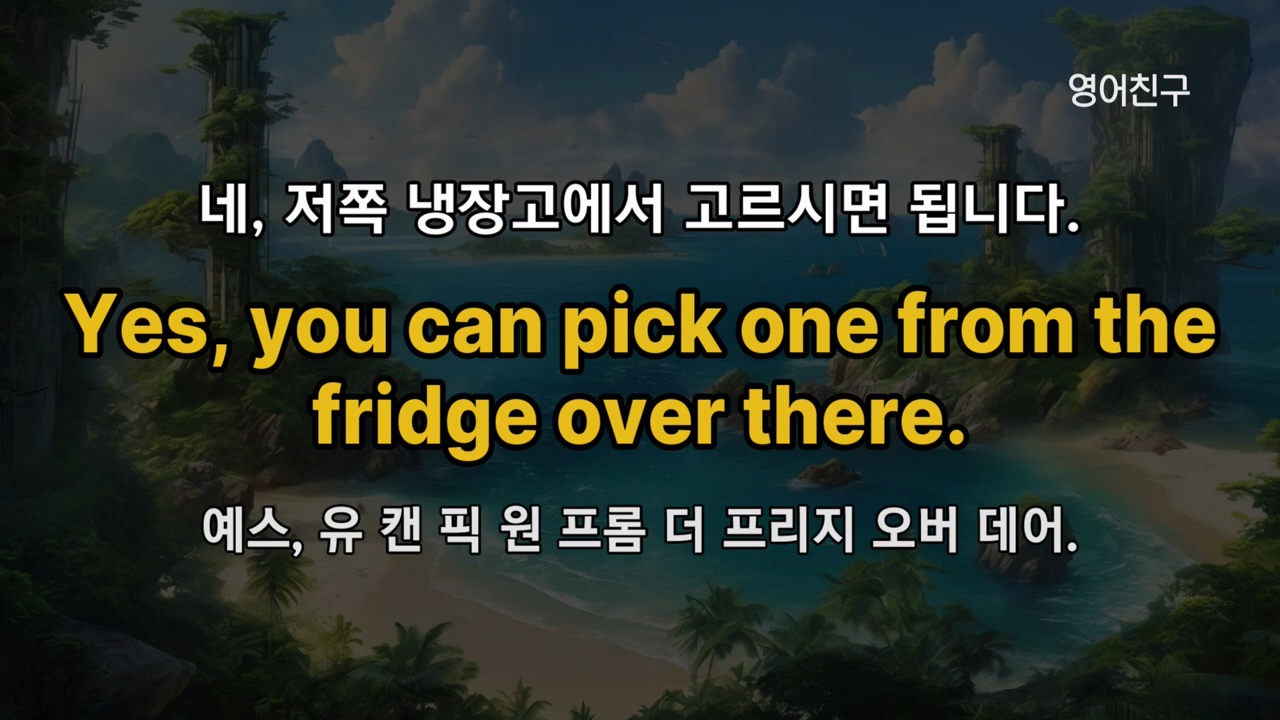 영어친구
네, 저쪽 냉장고에서 고르시면 됩니다.
Yes, you can pick one from the
fridge over there.
예스, 유 캔 픽 원 프롬 더 프리지 오버 데어.